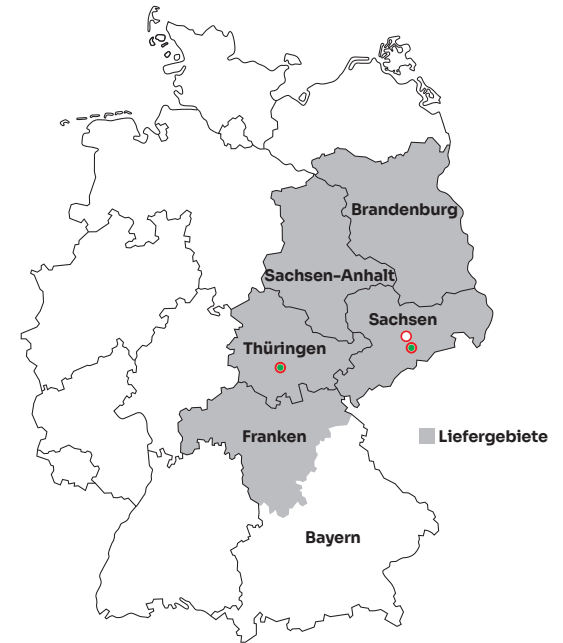 Brandenburg
Sachsen-Anhalt
Sachsen
Thüringen
Franken
Liefergebiete
Bayern